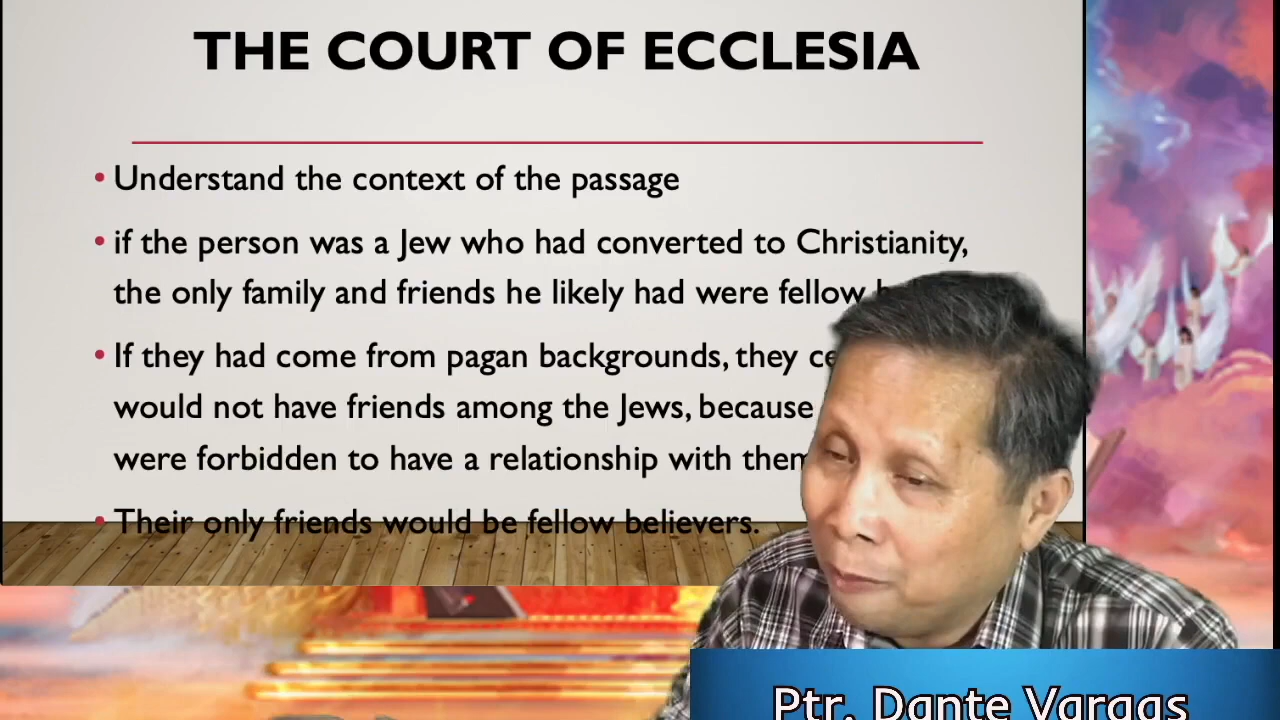 THE COURT OF ECCLESIA
• Understand the context of the passage
• if the person was a Jew who had converted to Christianity,
the only family and friends he likely had were fellow
• If they had come from pagan backgrounds, they
would not have friends among the Jews, because
were forbidden to have a relationship with them
• Their only friends would be fellow believers.
Ptr. Dante Vargas